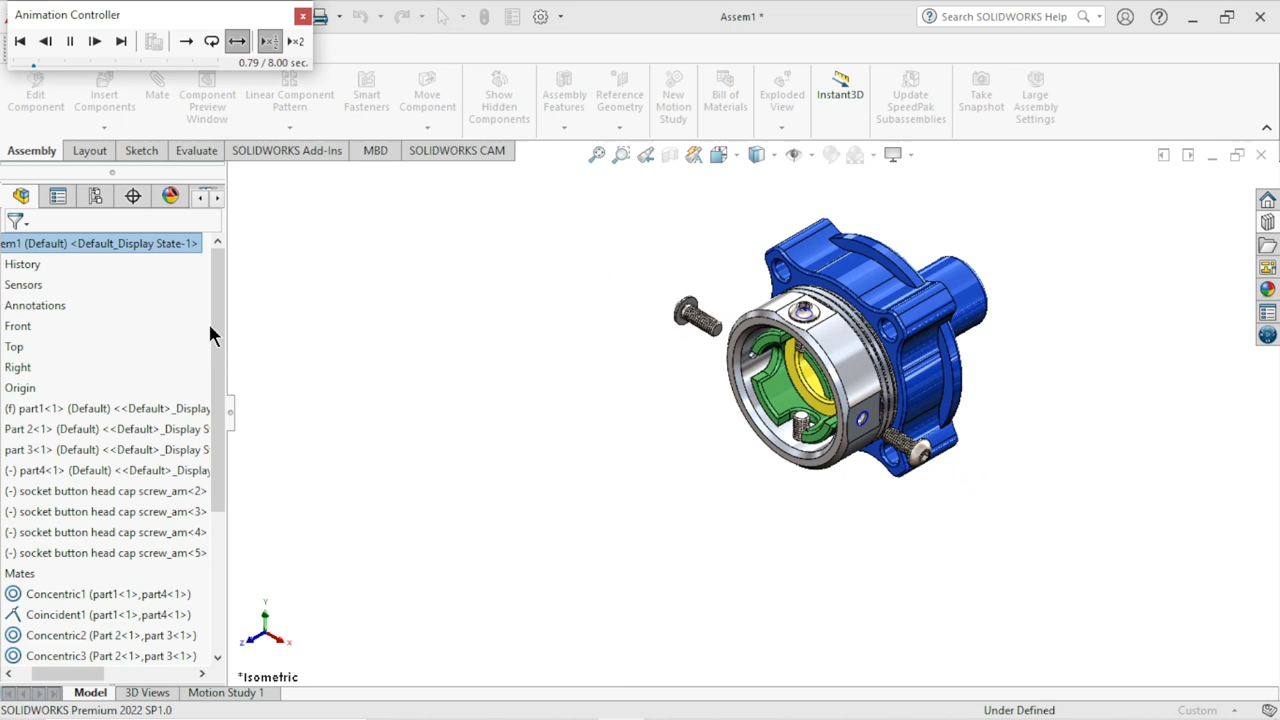 Animation Controller
Assem1 *
Search SOLIDWORKS Help
x½
x2
0.79 / 8.00 sec.
Edit Component
Insert Components
Mate
Component Preview Window
Linear Component Pattern
Smart Fasteners
Move Component
Show Hidden Components
Assembly Features
Reference Geometry
New Motion Study
Bill of Materials
Exploded View
Instant3D
Update SpeedPak Subassemblies
Take Snapshot
Large Assembly Settings
Assembly
Layout
Sketch
Evaluate
SOLIDWORKS Add-Ins
MBD
SOLIDWORKS CAM
em1 (Default) <Default_Display State-1>
History
Sensors
Annotations
Front
Top
Right
Origin
(f) part1<1> (Default) <<Default>_Display
Part 2<1> (Default) <<Default>_Display S
part 3<1> (Default) <<Default>_Display S
(-) part4<1> (Default) <<Default>_Display
(-) socket button head cap screw_am<2>
(-) socket button head cap screw_am<3>
(-) socket button head cap screw_am<4>
(-) socket button head cap screw_am<5>
Mates
Concentric1 (part1<1>,part4<1>)
Coincident1 (part1<1>,part4<1>)
Concentric2 (Part 2<1>,part 3<1>)
Concentric3 (Part 2<1>,part 3<1>)
Y
Z
X
*Isometric
Model
3D Views
Motion Study 1
SOLIDWORKS Premium 2022 SP1.0
Under Defined
Custom